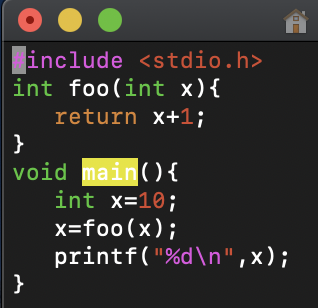 #include <stdio.h>
int foo(int x){
   return x+1;
}
void main(){
   int x=10;
   x=foo(x);
   printf("%d\n",x);
}